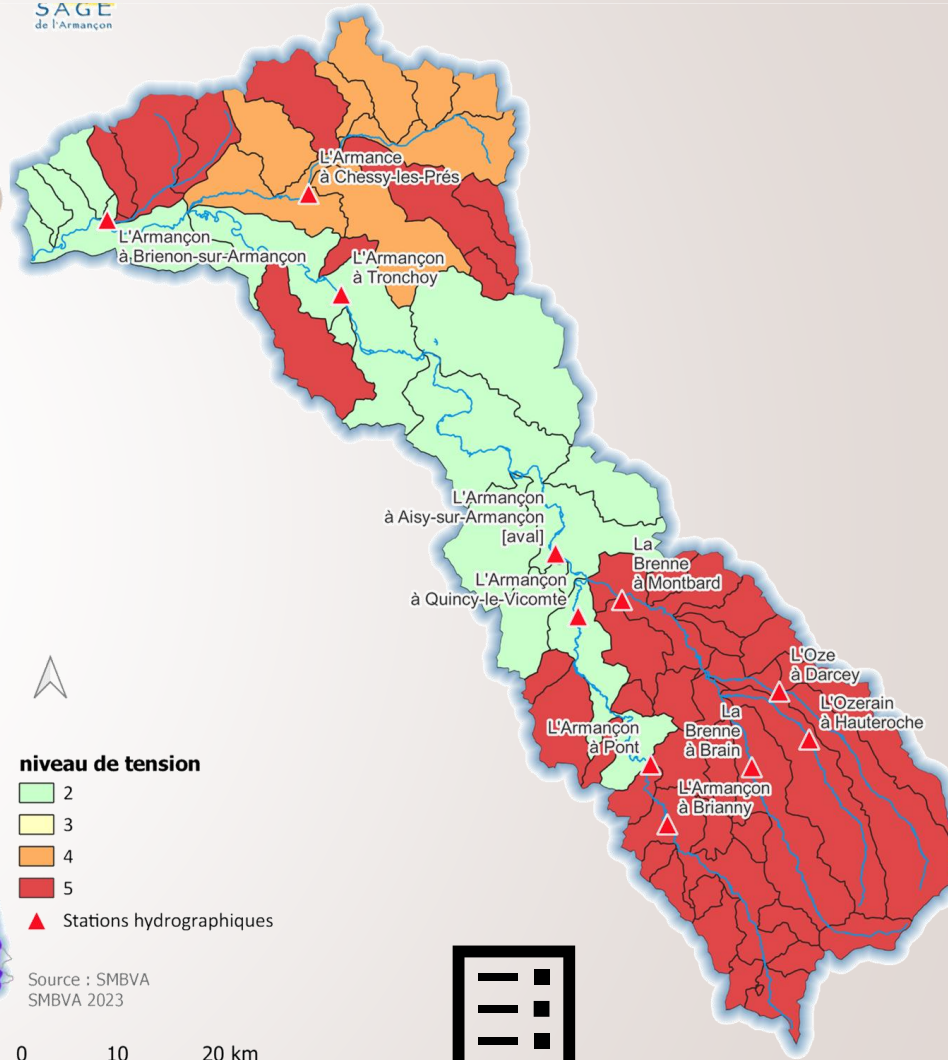 SAGE
de l'Armançon
L'Armance
à Chessy-les-Prés
L'Armançon
à Brienon-sur-Armançon
L'Armançon
à Tronchoy
L'Armançon
à Aisy-sur-Armançon
[aval]
La
Brenne
à Montbard
L'Armançon
à Quincy-le-Vicomte
L'Oze
à Darcey
L'Ozerain
à Hauteroche
La
Brenne
à Brain
L'Armançon
à Pont
L'Armançon
à Brianny
niveau de tension
2
3
4
5
Stations hydrographiques
Source : SMBVA
SMBVA 2023
0 10 20 km